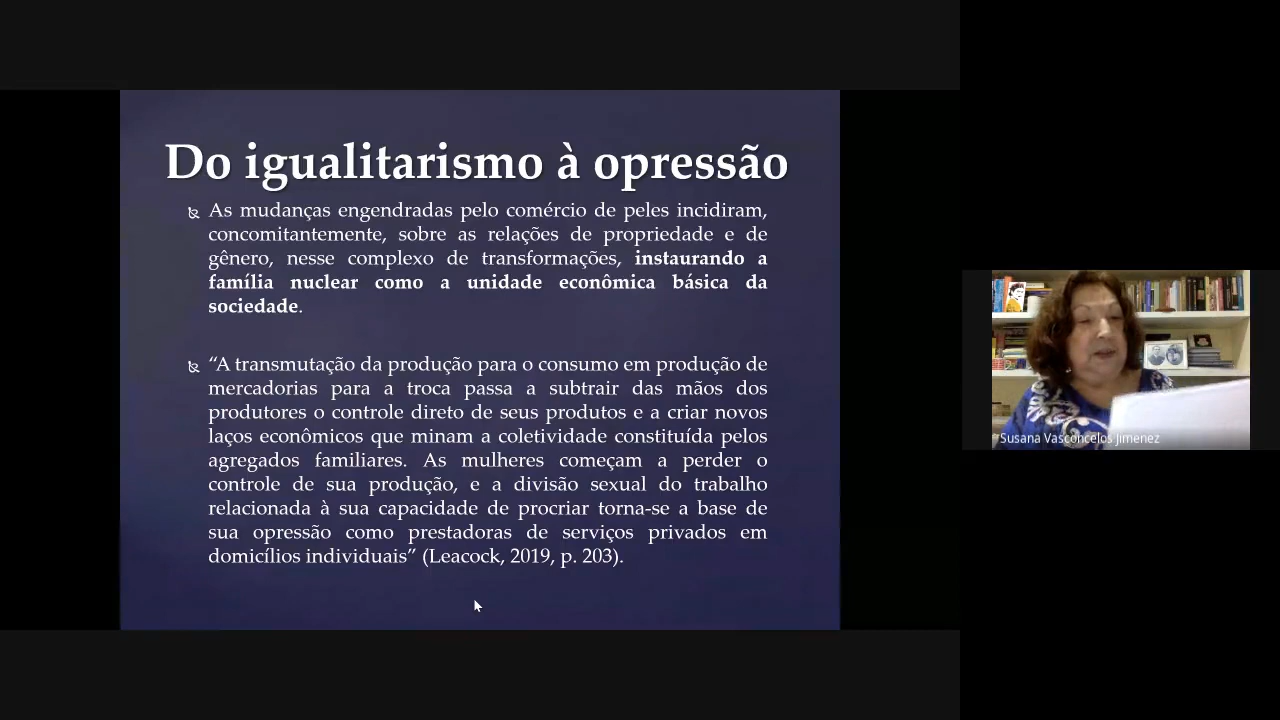 Do igualitarismo à opressão
As mudanças engendradas pelo comércio de peles incidiram,
concomitantemente, sobre as relações de propriedade e de
gênero, nesse complexo de transformações, instaurando a
família nuclear como a unidade econômica básica da
sociedade.
“A transmutação da produção para o consumo em produção de
mercadorias para a troca passa a subtrair das mãos dos
produtores o controle direto de seus produtos e a criar novos
laços econômicos que minam a coletividade constituída pelos
agregados familiares. As mulheres começam a perder o
controle de sua produção, e a divisão sexual do trabalho
relacionada à sua capacidade de procriar torna-se a base de
sua opressão como prestadoras de serviços privados em
domicílios individuais” (Leacock, 2019, p. 203).
Susana Vasconcelos Jimenez